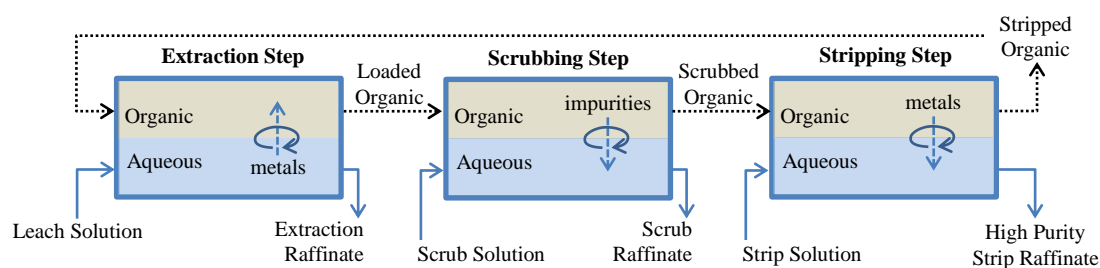 Stripped
Organic
Extraction Step
Scrubbing Step
Stripping Step
Loaded
Organic
Scrubbed
Organic
Organic
Aqueous
metals
Organic
Aqueous
impurities
Organic
Aqueous
metals
Leach Solution
Extraction
Raffinate
Scrub Solution
Scrub
Raffinate
Strip Solution
High Purity
Strip Raffinate